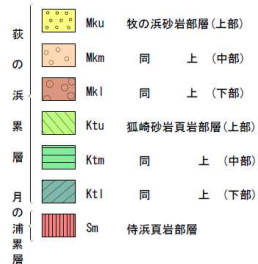 荻の浜累層
Mku 牧の浜砂岩部層(上部)
Mkm 同 上 (中部)
Mkl 同 上 (下部)
Ktu 狐崎砂岩頁岩部層(上部)
Ktm 同 上 (中部)
Ktl 同 上 (下部)
月の浦累層
Sm 侍浜頁岩部層